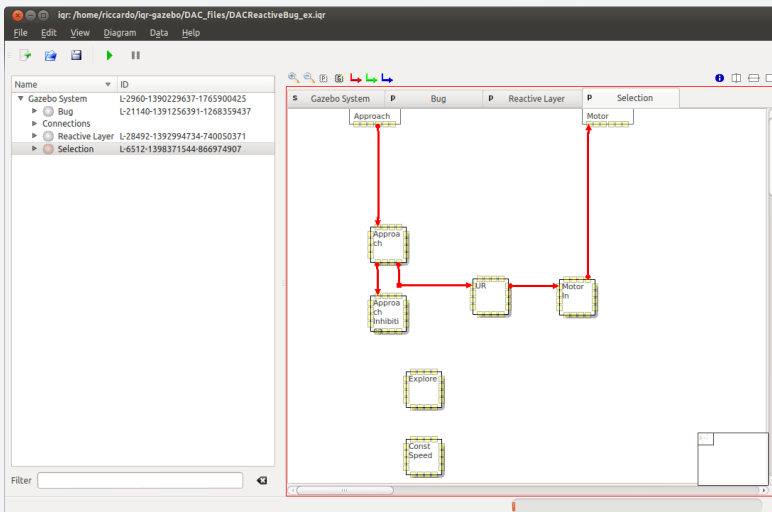 iqr: /home/riccardo/iqr-gazebo/DAC_files/DACReactiveBug_ex.iqr
File Edit View Diagram Data Help
Name ID
Gazebo System L-2960-1390229637-1765900425
Bug L-21140-1391256391-1268359437
Connections
Reactive Layer L-28492-1392994734-740050371
Selection L-6512-1398371544-866974907
Filter
S Gazebo System P Bug P Reactive Layer P Selection
Approach
Motor
Approa
ch
Approa
ch
Inhibiti
UR
Motor
In
Explore
Const
Speed